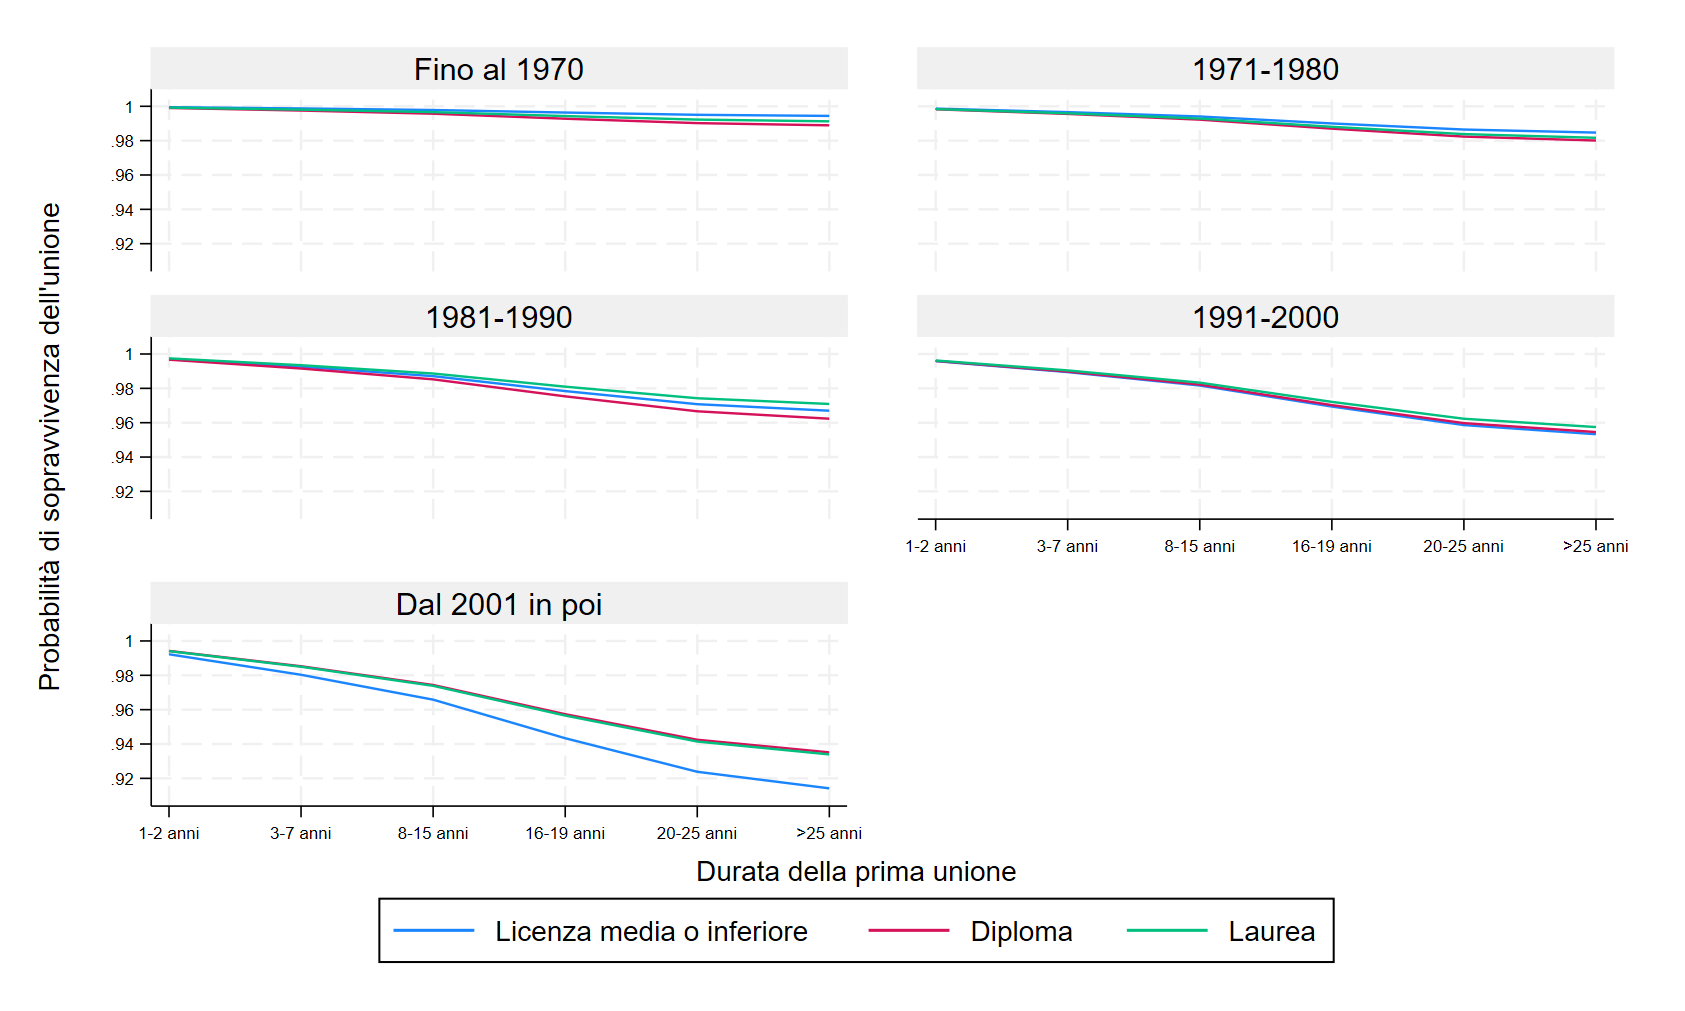 Probabilità di sopravvivenza dell'unione
Fino al 1970
1
.98
.96
.94
.92
1971-1980
1981-1990
1
.98
.96
.94
.92
1991-2000
1-2 anni 3-7 anni 8-15 anni 16-19 anni 20-25 anni >25 anni
Dal 2001 in poi
1
.98
.96
.94
.92
1-2 anni 3-7 anni 8-15 anni 16-19 anni 20-25 anni >25 anni
Durata della prima unione
Licenza media o inferiore Diploma Laurea